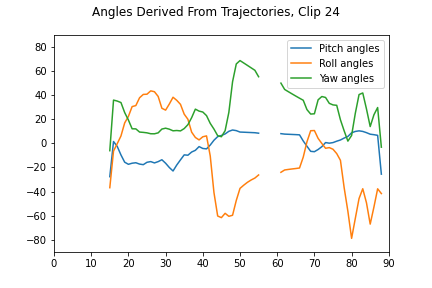 Angles Derived From Trajectories, Clip 24
Pitch angles
Roll angles
Yaw angles
80
60
40
20
0
−20
−40
−60
−80
0 10 20 30 40 50 60 70 80 90